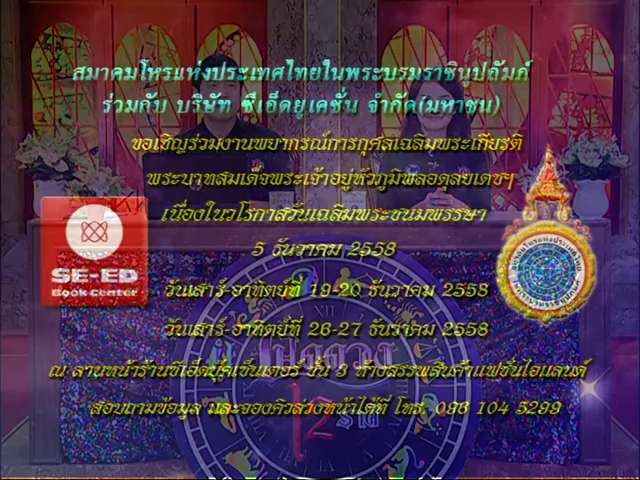 สมาคมโหรแห่งประเทศไทยในพระบรมราชินูปถัมภ์
ร่วมกับ บริษัท ซีเอ็ดยูเคชั่น จำกัด(มหาชน)
ขอเชิญร่วมงานพยากรณ์การกุศลเฉลิมพระเกียรติ
พระบาทสมเด็จพระเจ้าอยู่หัวภูมิพลอดุลยเดชฯ
เนื่องในวโรกาสวันเฉลิมพระชนมพรรษา
5 ธันวาคม 2558
วันเสาร์-อาทิตย์ที่ 19-20 ธันวาคม 2558
วันเสาร์-อาทิตย์ที่ 26-27 ธันวาคม 2558
ณ ลานหน้าร้านซีเอ็ดบุ๊คเซ็นเตอร์ ชั้น 3 ห้างสรรพสินค้าแฟชั่นไอแลนด์
สอบถามข้อมูล และจองคิวล่วงหน้าได้ที่ โทร. 096 104 5299
SE-ED
Book Center
XII
12
ราศี